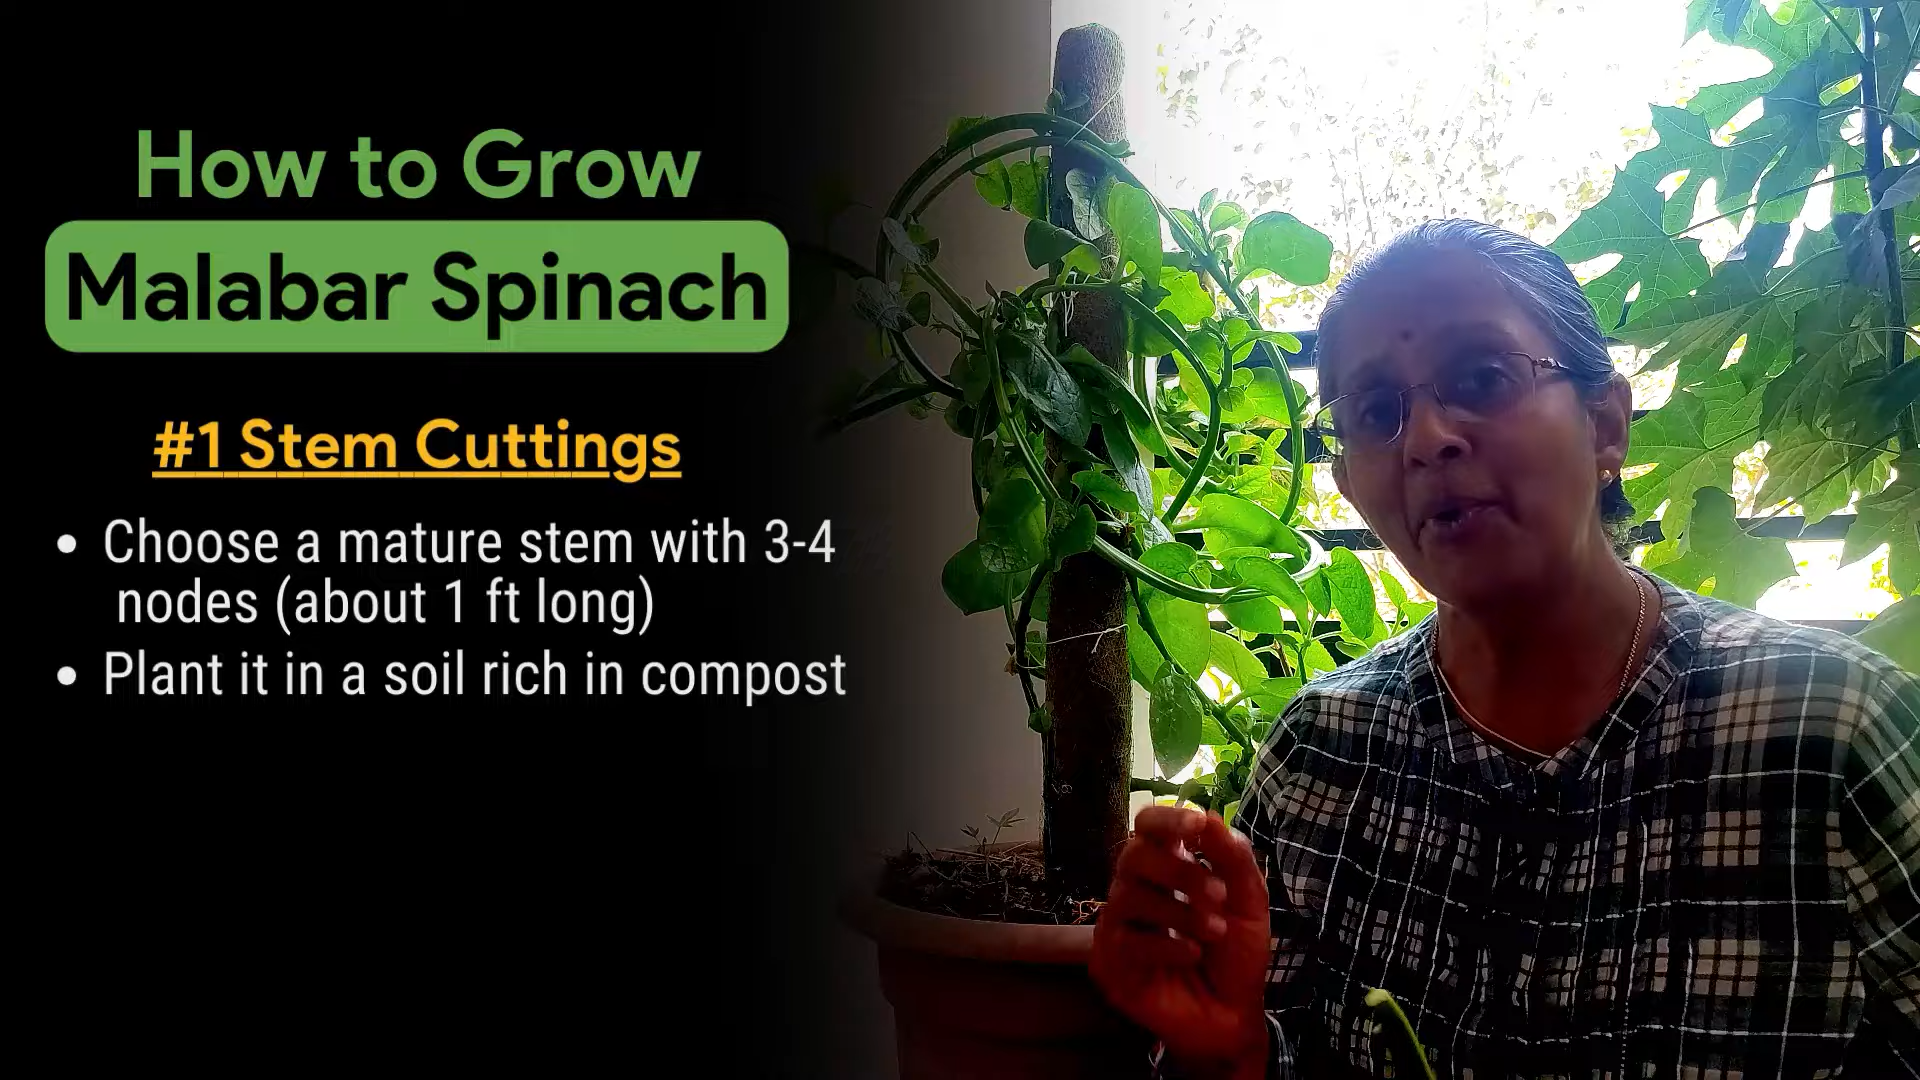 How to Grow
Malabar Spinach
#1 Stem Cuttings
• Choose a mature stem with 3-4
nodes (about 1 ft long)
• Plant it in a soil rich in compost